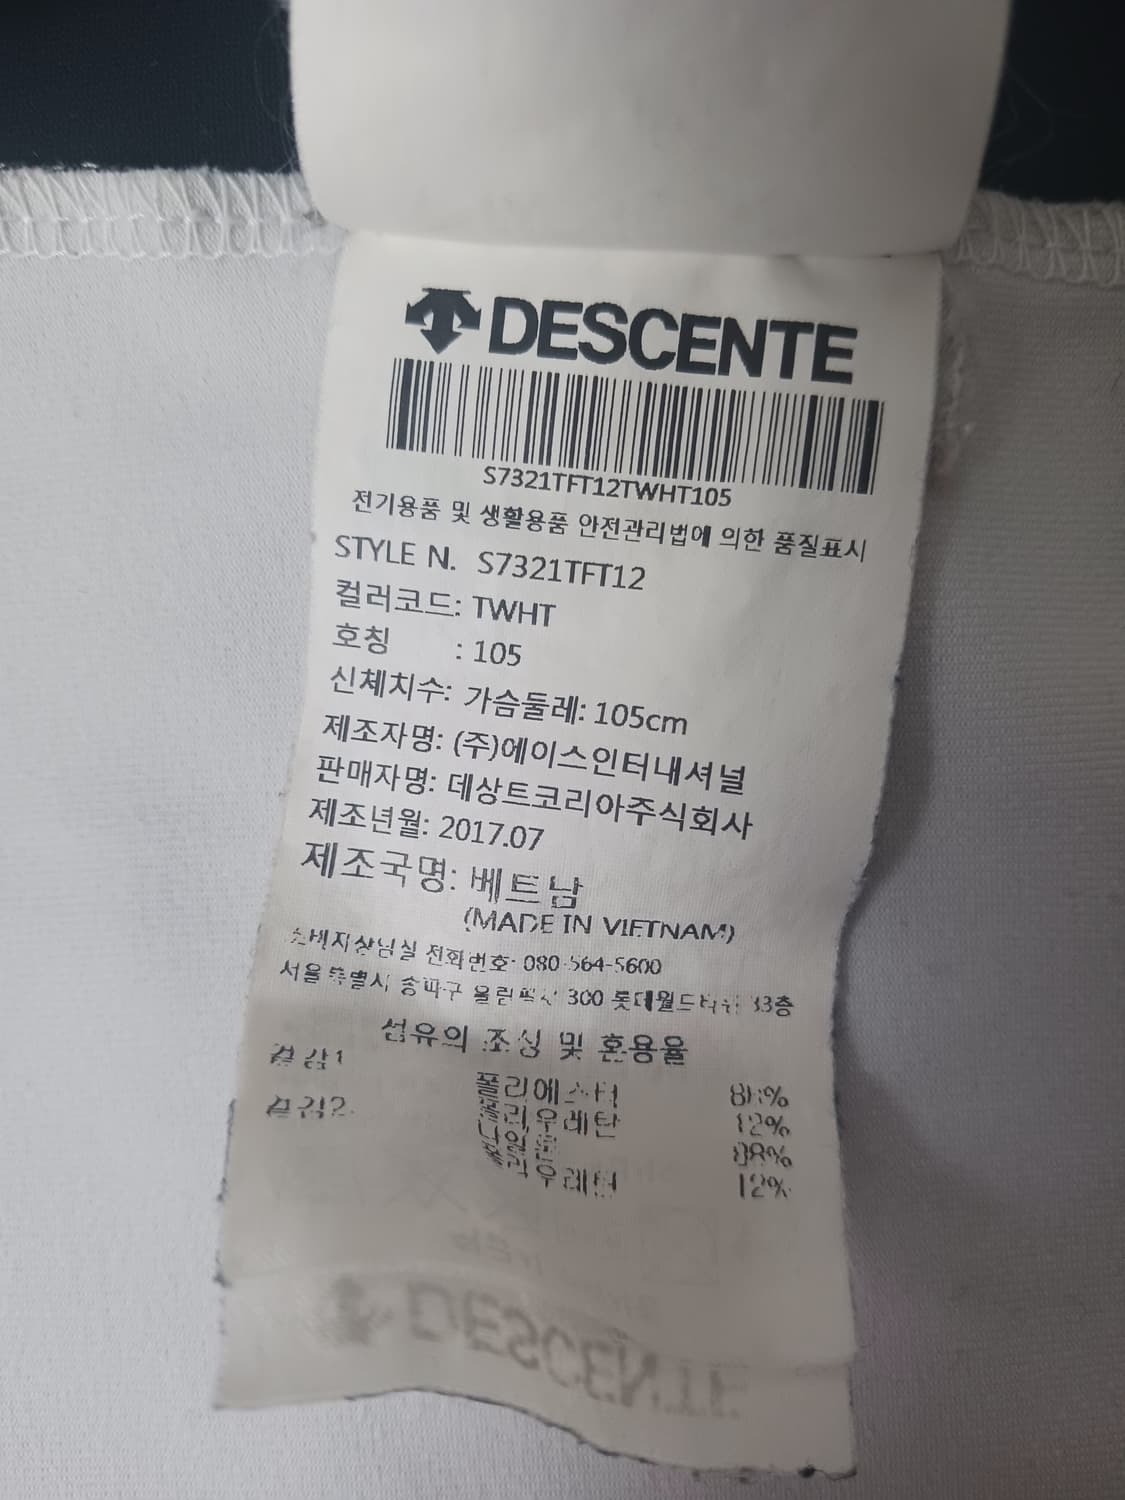 DESCENTE
S7321TFT12TWHT105
전기용품 및 생활용품 안전관리법에 의한 품질표시
STYLE N. S7321TFT12
컬러코드: TWHT
호칭 : 105
신체치수: 가슴둘레: 105cm
제조자명: (주)에이스인터내셔널
판매자명: 데상트코리아주식회사
제조년월: 2017.07
제조국명: 베트남
(MADE IN VIETNAM)
소비자상담실 전화번호: 080-564-5600
서울특별시 송파구 올림픽로 300 롯데월드타워 33층
섬유의 조성 및 혼용율
겉감1
폴리에스터 88%
폴리우레탄 12%
겉감2
나일론 88%
폴리우레탄 12%
DESCENTE